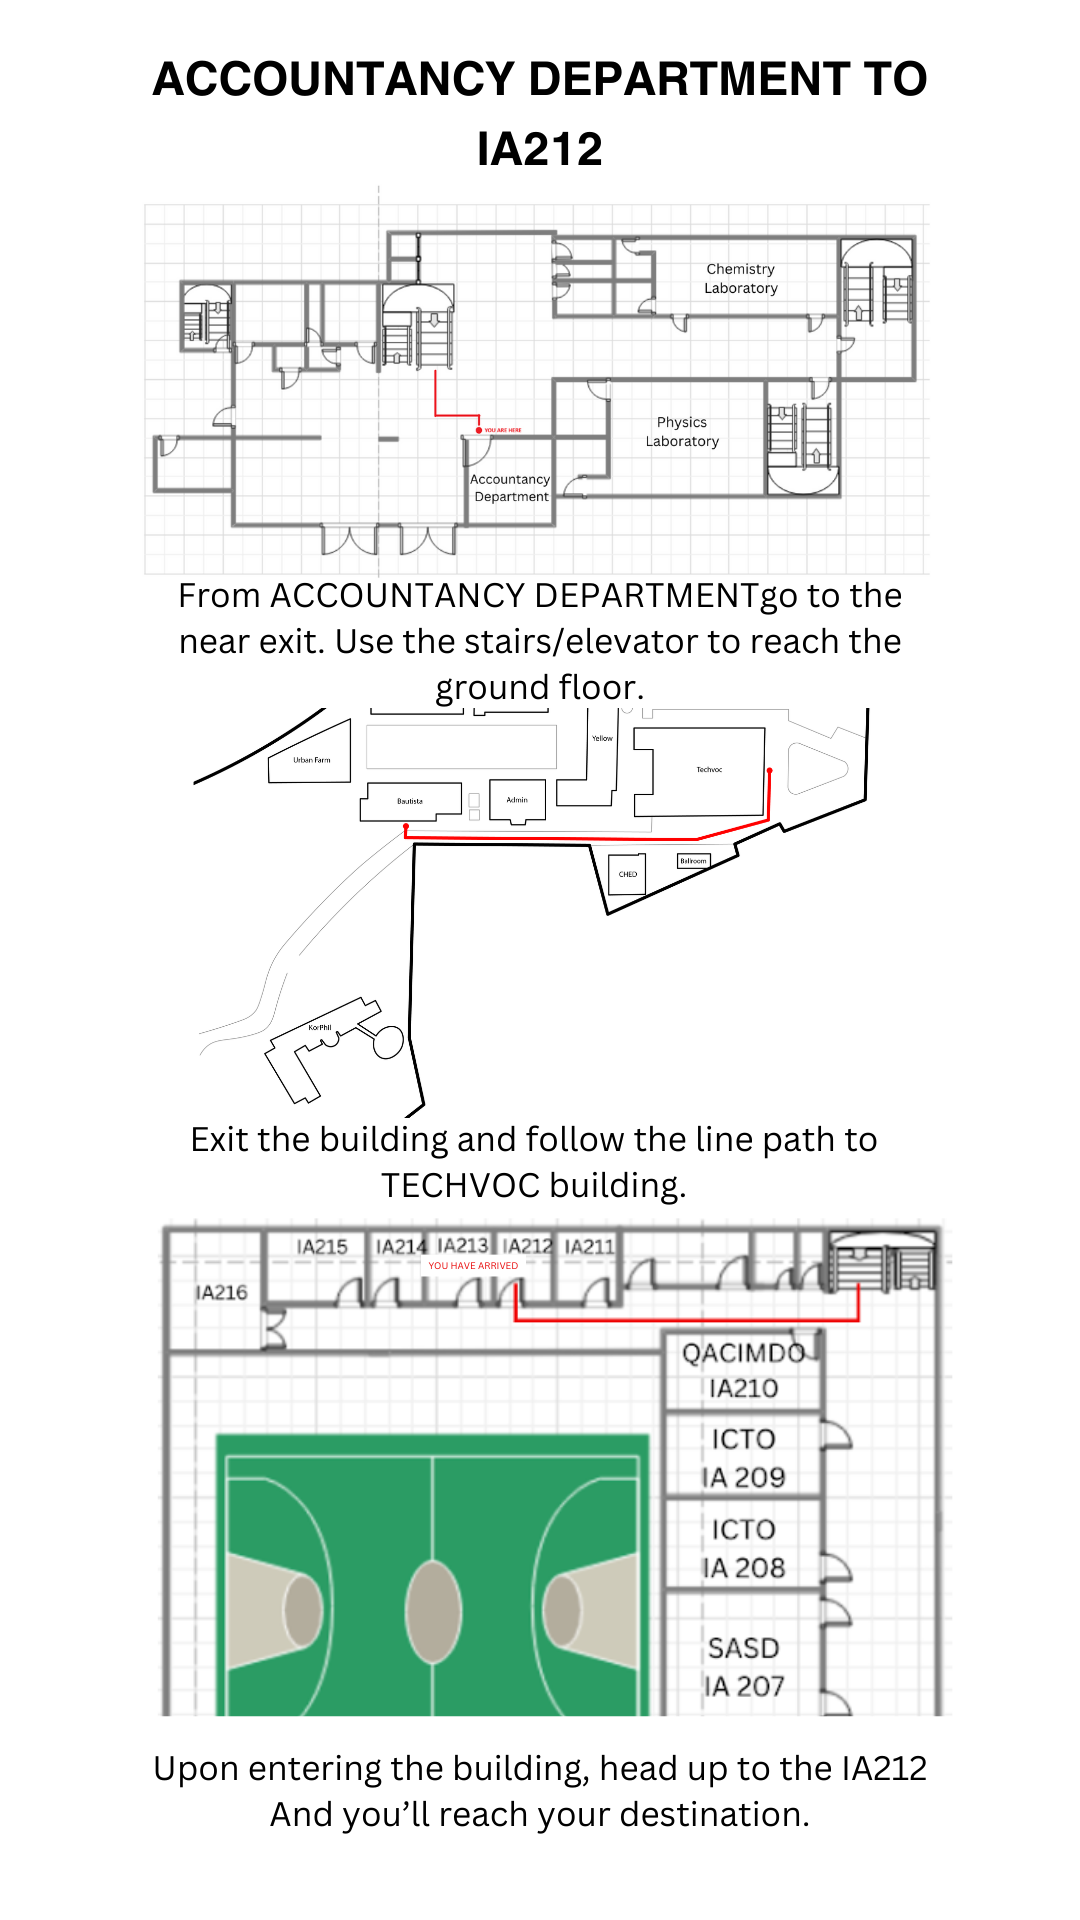 ACCOUNTANCY DEPARTMENT TO
IA212
Chemistry
Laboratory
Physics
Laboratory
YOU ARE HERE
Accountancy
Department
From ACCOUNTANCY DEPARTMENTgo to the
near exit. Use the stairs/elevator to reach the
ground floor.
Urban Farm
Yellow
Techvoc
Bautista
Admin
CHED
Ballroom
KorPhil
Exit the building and follow the line path to
TECHVOC building.
IA215
IA214
IA213
IA212
IA211
YOU HAVE ARRIVED
IA216
QACIMDO
IA210
ICTO
IA 209
ICTO
IA 208
SASD
IA 207
Upon entering the building, head up to the IA212
And you’ll reach your destination.